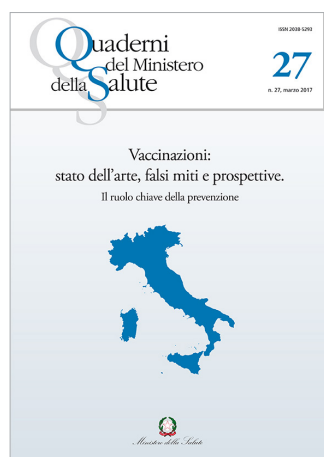 Quaderni
del Ministero
della Salute
ISSN 2038-5293
27
n. 27, marzo 2017
Vaccinazioni:
stato dell'arte, falsi miti e prospettive.
Il ruolo chiave della prevenzione
Ministero della Salute